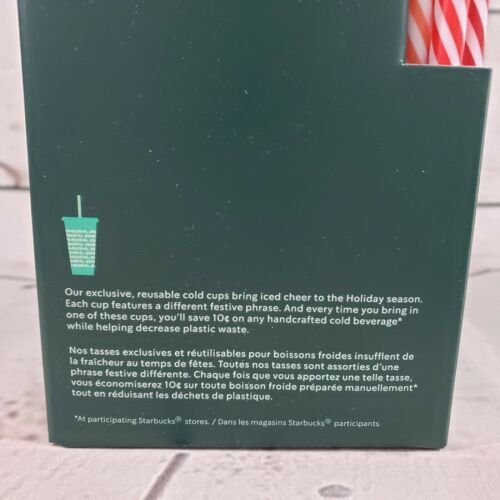 Our exclusive, reusable cold cups bring iced cheer to the Holiday season.
Each cup features a different festive phrase. And every time you bring in
one of these cups, you'll save 10¢ on any handcrafted cold beverage*
while helping decrease plastic waste.
Nos tasses exclusives et réutilisables pour boissons froides insufflent de
la fraîcheur au temps de fêtes. Toutes nos tasses sont assorties d'une
phrase festive différente. Chaque fois que vous apportez une telle tasse,
vous économiserez 10¢ sur toute boisson froide préparée manuellement*
tout en réduisant les déchets de plastique.
*At participating Starbucks® stores. / Dans les magasins Starbucks® participants.